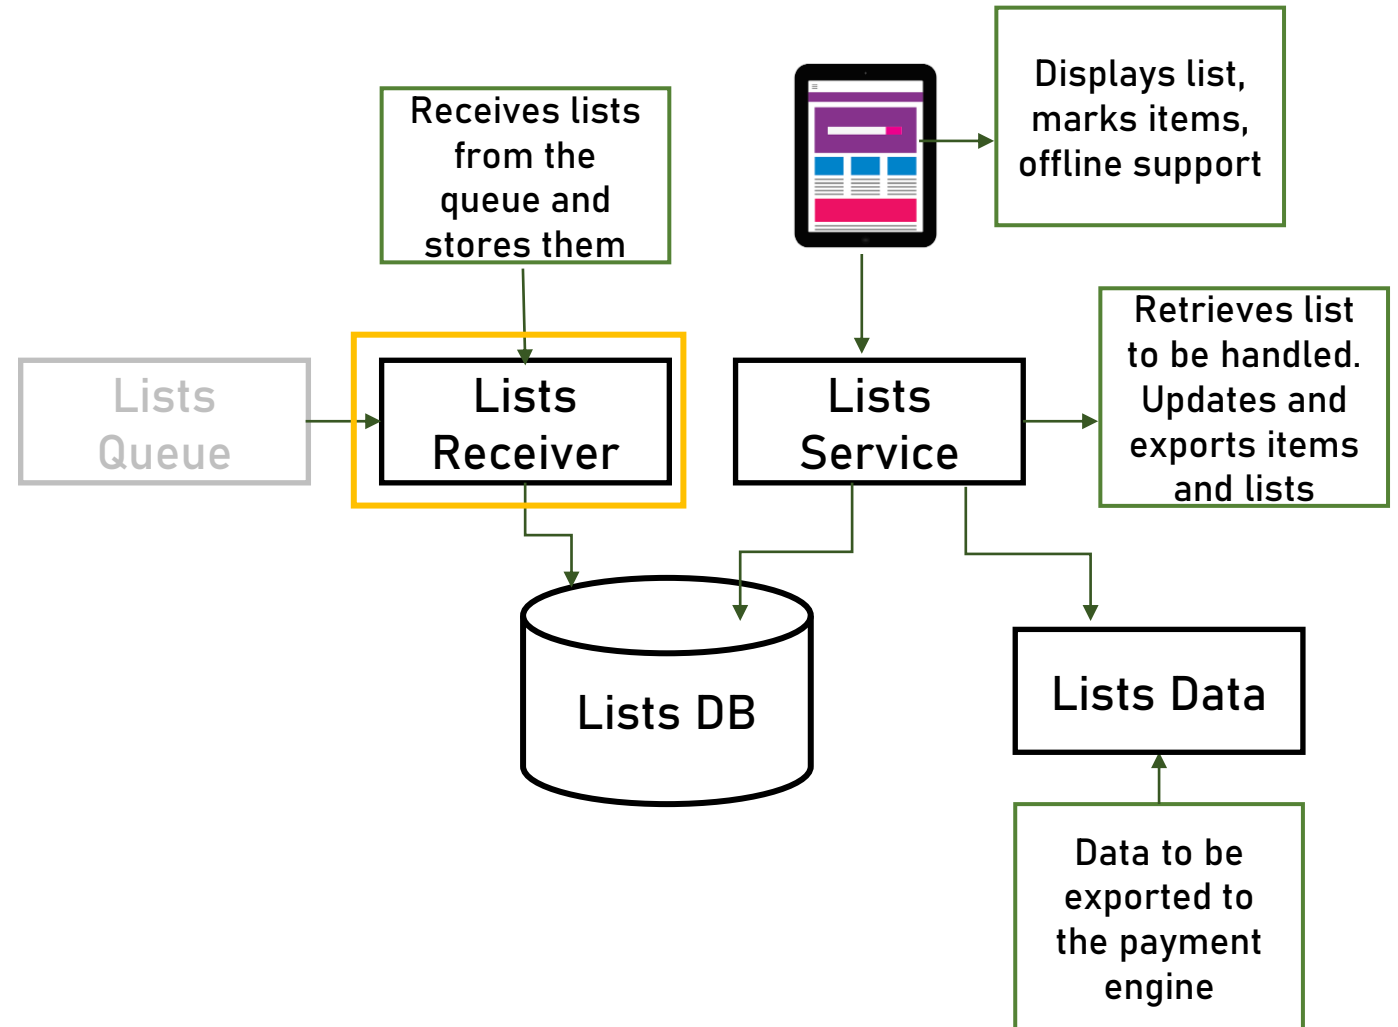 Displays list,
marks items,
offline support
Receives lists
from the
queue and
stores them
Retrieves list
to be handled.
Updates and
exports items
and lists
Lists
Queue
Lists
Receiver
Lists
Service
Lists DB
Lists Data
Data to be
exported to
the payment
engine